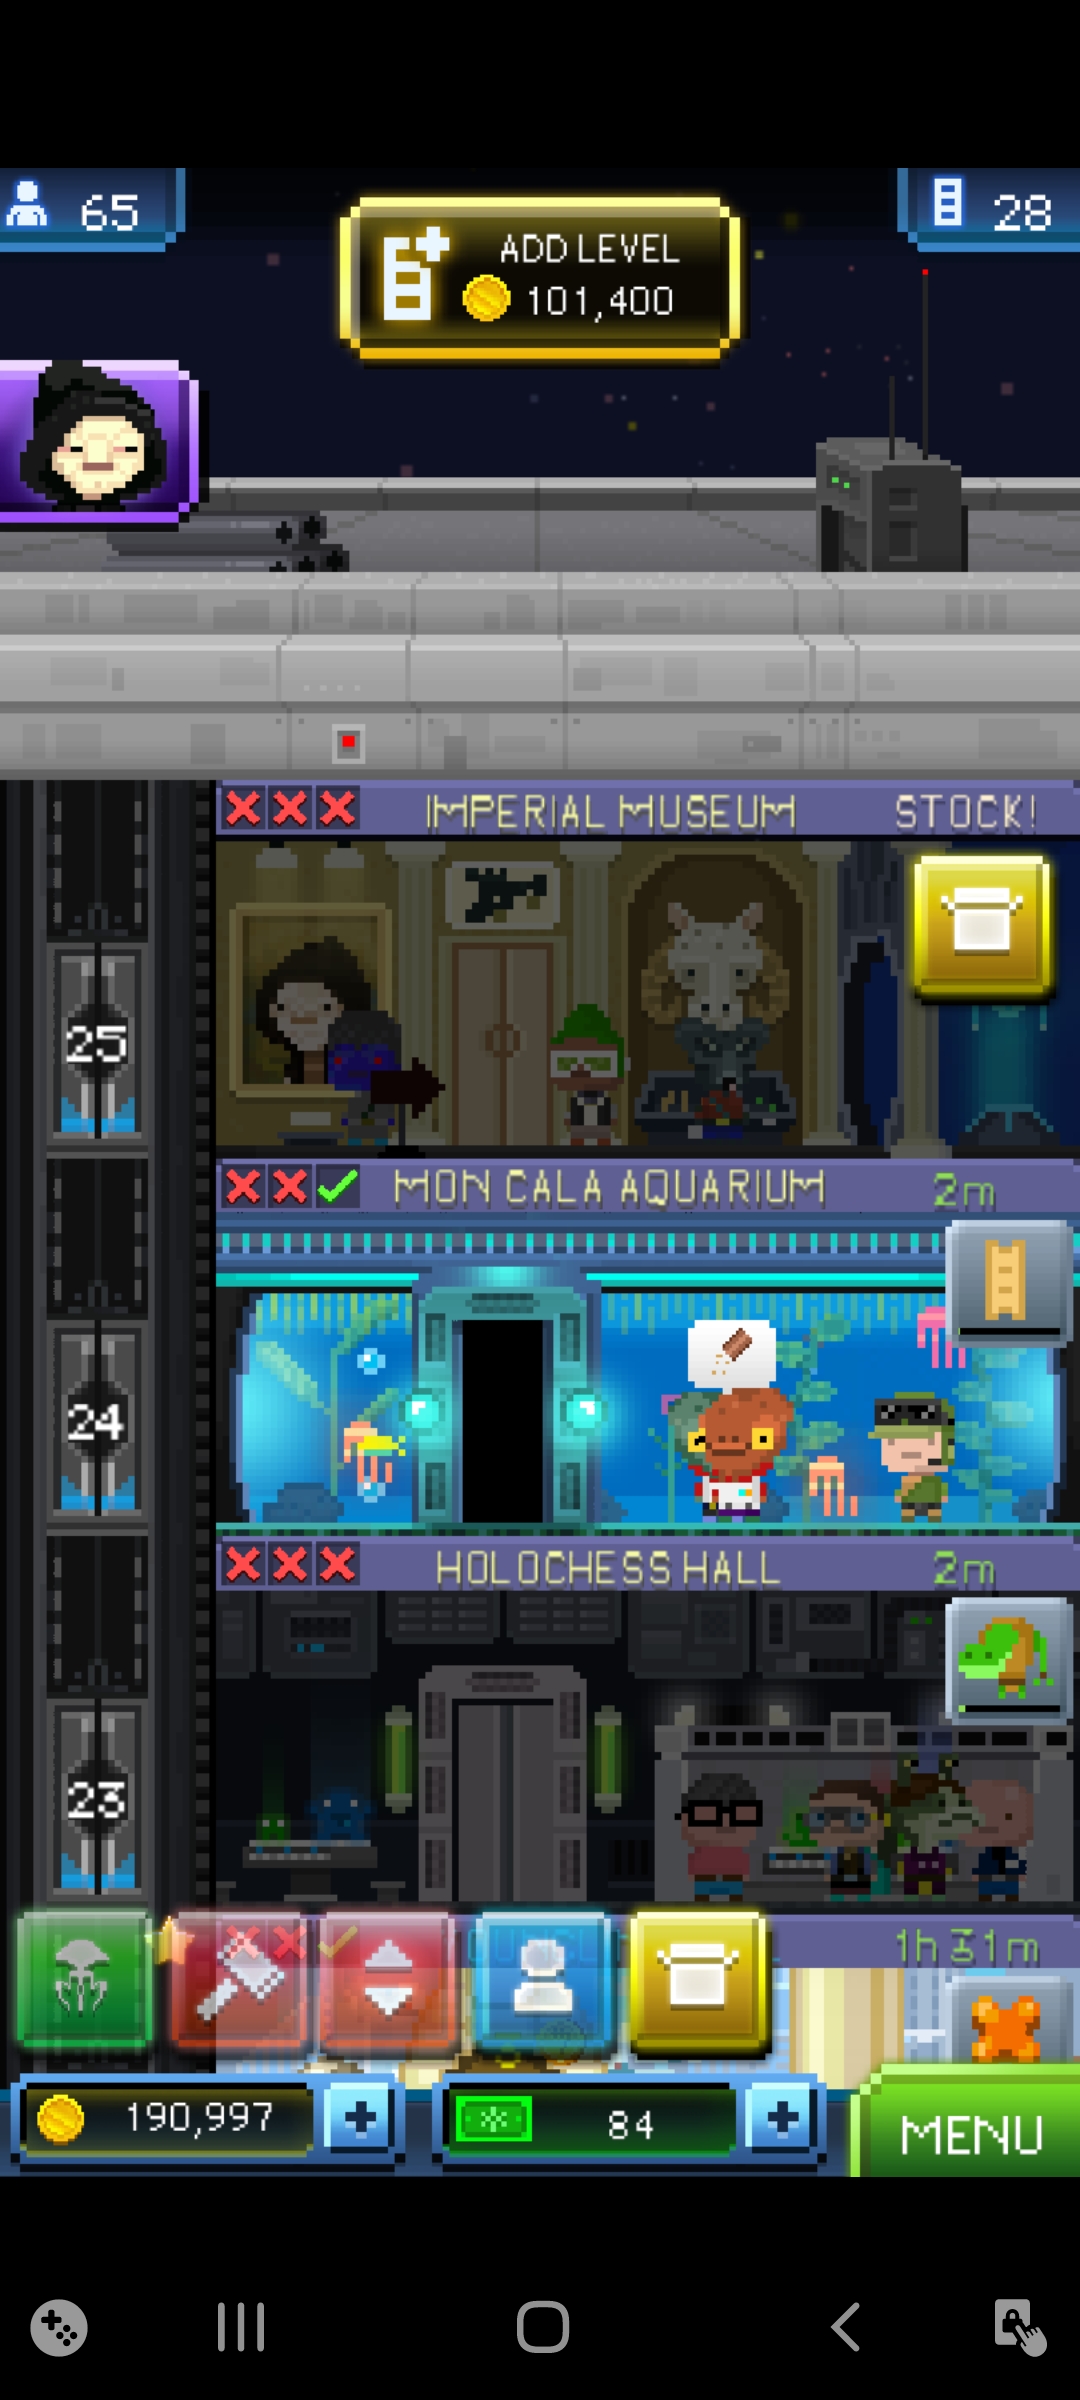 65
ADD LEVEL
101,400
28
IMPERIAL MUSEUM STOCK!
25
MON CALA AQUARIUM 2m
24
HOLOCHESS HALL 2m
23
1h 31m
190,997
84
MENU